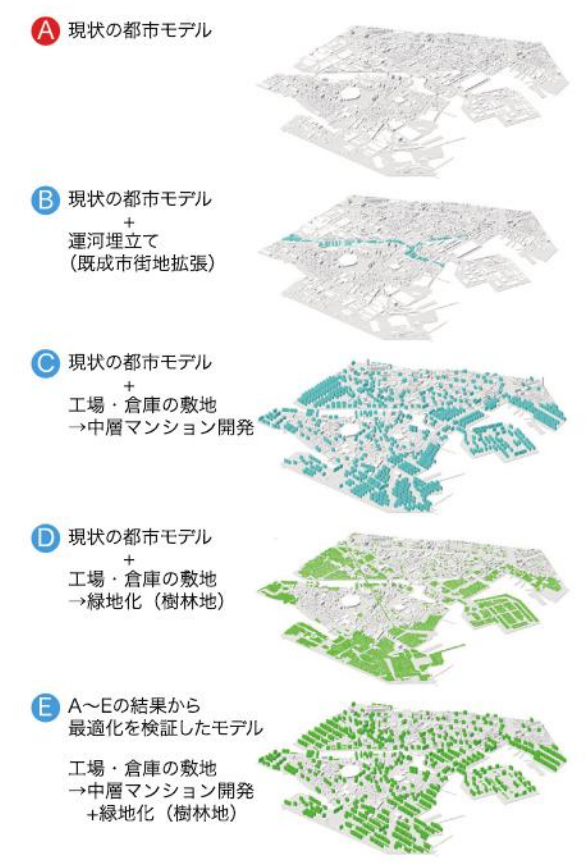 A 現状の都市モデル
B 現状の都市モデル
+
運河埋立て
（既成市街地拡張）
C 現状の都市モデル
+
工場・倉庫の敷地
→中層マンション開発
D 現状の都市モデル
+
工場・倉庫の敷地
→緑地化（樹林地）
E A〜Eの結果から
最適化を検証したモデル
工場・倉庫の敷地
→中層マンション開発
+緑地化（樹林地）